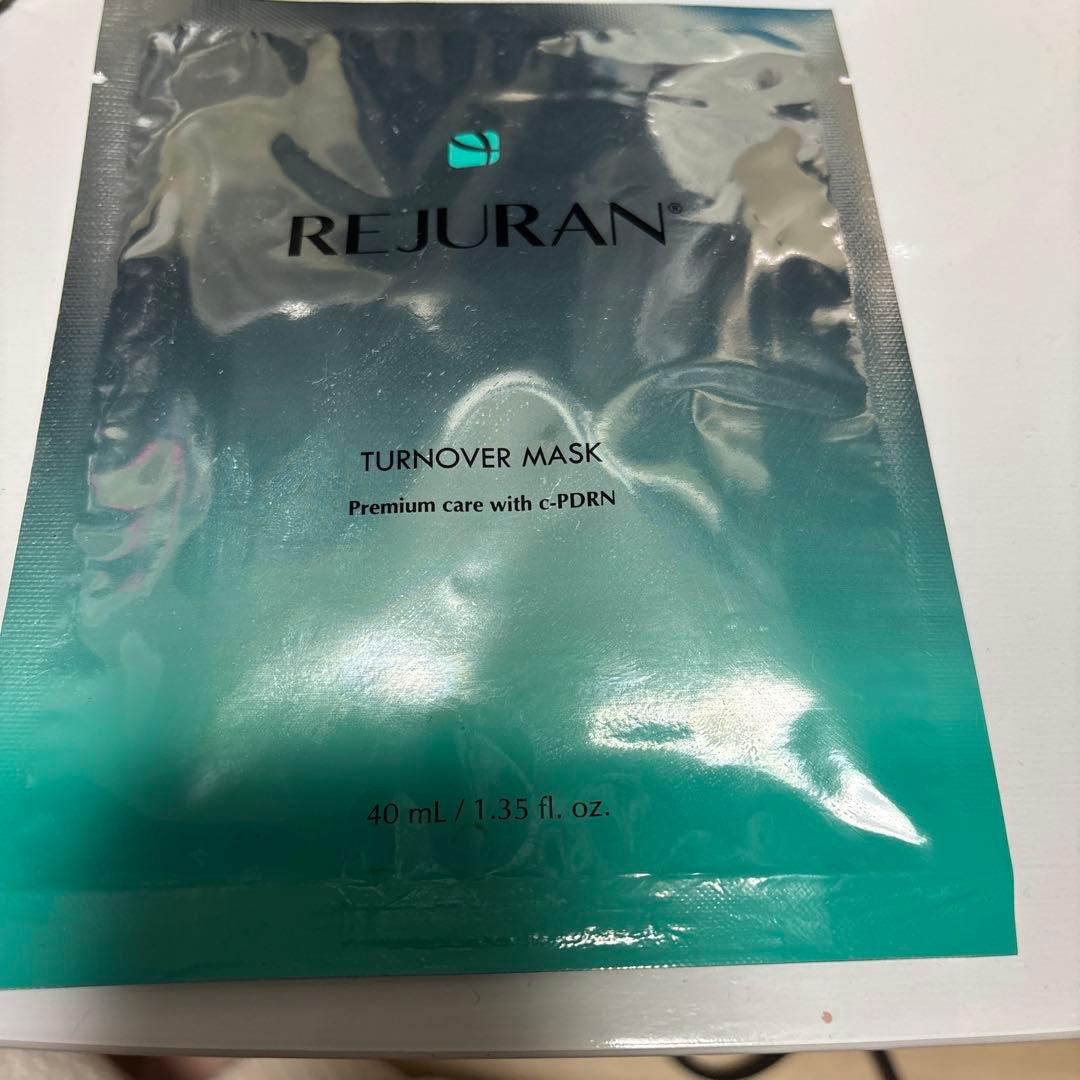 REJURAN®
TURNOVER MASK
Premium care with c-PDRN
40 mL / 1.35 fl. oz.